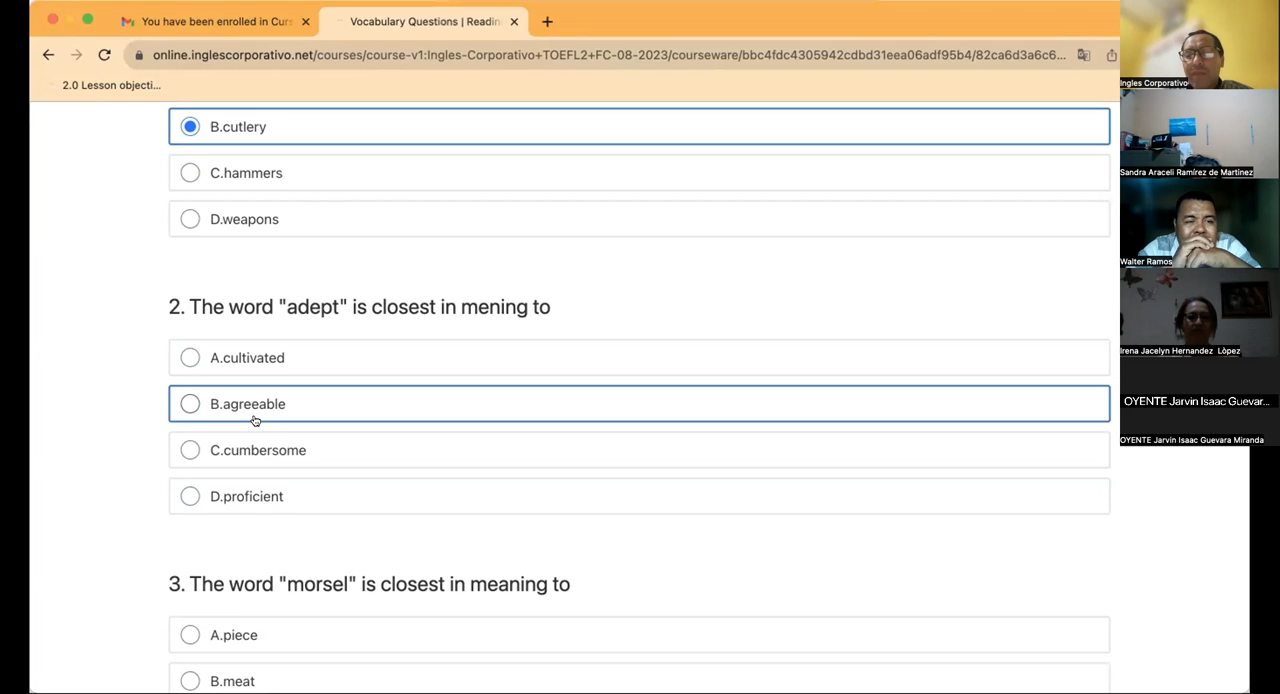 You have been enrolled in Curs
Vocabulary Questions | Readin
online.inglescorporativo.net/courses/course-v1:Ingles-Corporativo+TOEFL2+FC-08-2023/courseware/bbc4fdc4305942cdbd31eea06adf95b4/82ca6d3a6c6...
2.0 Lesson objecti...
B.cutlery
C.hammers
D.weapons
2. The word "adept" is closest in mening to
A.cultivated
B.agreeable
C.cumbersome
D.proficient
3. The word "morsel" is closest in meaning to
A.piece
B.meat
Ingles Corporativo
Sandra Araceli Ramírez de Martínez
Walter Ramos
Irena Jacelyn Hernandez Lòpez
OYENTE Jarvin Isaac Guevar...
OYENTE Jarvin Isaac Guevara Miranda